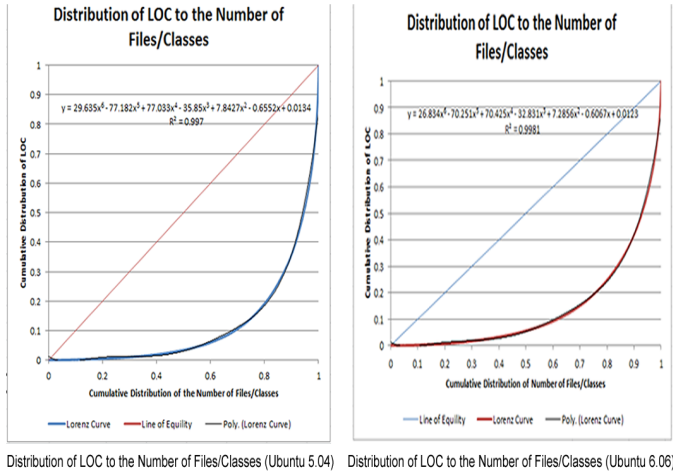 Distribution of LOC to the Number of
Files/Classes
y = 29.635x⁶ - 77.182x⁵ + 77.033x⁴ - 35.85x³ + 7.8427x² - 0.6552x + 0.0134
R² = 0.997
Cumulative Distribution of LOC
1
0.9
0.8
0.7
0.6
0.5
0.4
0.3
0.2
0.1
0
0 0.2 0.4 0.6 0.8 1
Cumulative Distribution of the Number of Files/Classes
Lorenz Curve Line of Equility Poly. (Lorenz Curve)
Distribution of LOC to the Number of Files/Classes (Ubuntu 5.04)
Distribution of LOC to the Number of
Files/Classes
y = 26.834x⁶ - 70.251x⁵ + 70.425x⁴ - 32.831x³ + 7.2856x² - 0.6067x + 0.0123
R² = 0.9981
Cumulative Distribution of LOC
1
0.9
0.8
0.7
0.6
0.5
0.4
0.3
0.2
0.1
0
0 0.1 0.2 0.3 0.4 0.5 0.6 0.7 0.8 0.9 1
Cumulative Distribution of Number of Files/Classes
Line of Equility Lorenz Curve Poly. (Lorenz Curve)
Distribution of LOC to the Number of Files/Classes (Ubuntu 6.06)